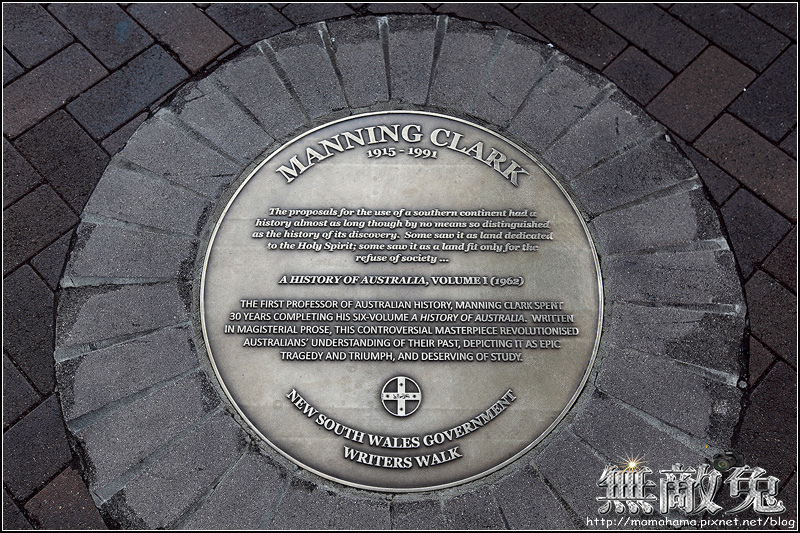 MANNING CLARK
1915 - 1991
The proposals for the use of a southern continent had a
history almost as long though by no means so distinguished
as the history of its discovery. Some saw it as land dedicated
to the Holy Spirit; some saw it as a land fit only for the
refuse of society ...
A HISTORY OF AUSTRALIA, VOLUME I (1962)
THE FIRST PROFESSOR OF AUSTRALIAN HISTORY, MANNING CLARK SPENT
30 YEARS COMPLETING HIS SIX-VOLUME A HISTORY OF AUSTRALIA. WRITTEN
IN MAGISTERIAL PROSE, THIS CONTROVERSIAL MASTERPIECE REVOLUTIONISED
AUSTRALIANS' UNDERSTANDING OF THEIR PAST, DEPICTING IT AS EPIC
TRAGEDY AND TRIUMPH, AND DESERVING OF STUDY.
NEW SOUTH WALES GOVERNMENT
WRITERS WALK
無敵兔
http://mamahama.pixnet.net/blog